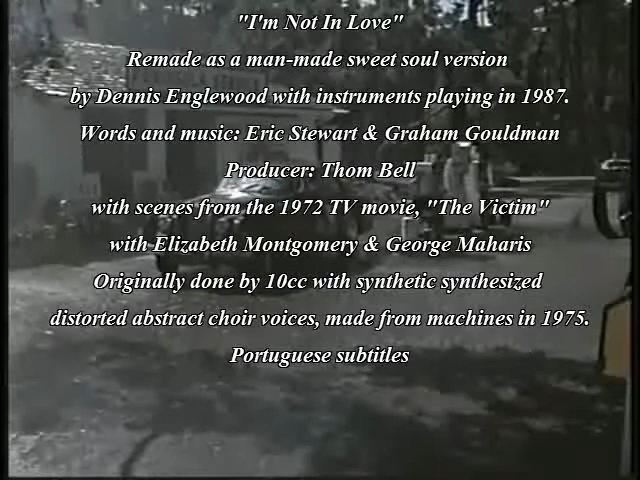 "I'm Not In Love"
Remade as a man-made sweet soul version
by Dennis Englewood with instruments playing in 1987.
Words and music: Eric Stewart & Graham Gouldman
Producer: Thom Bell
with scenes from the 1972 TV movie, "The Victim"
with Elizabeth Montgomery & George Maharis
Originally done by 10cc with synthetic synthesized
distorted abstract choir voices, made from machines in 1975.
Portuguese subtitles